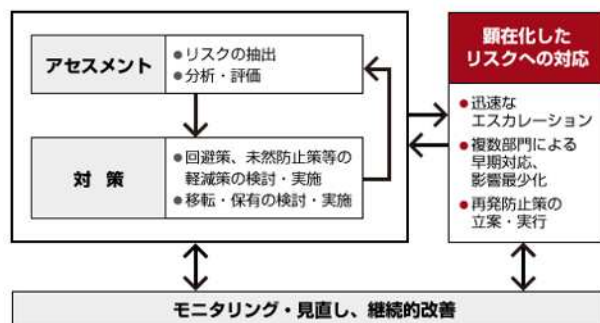 アセスメント
●リスクの抽出
●分析・評価
対 策
●回避策、未然防止策等の
軽減策の検討・実施
●移転・保有の検討・実施
顕在化した
リスクへの対応
●迅速な
エスカレーション
●複数部門による
早期対応、
影響最少化
●再発防止策の
立案・実行
モニタリング・見直し、継続的改善